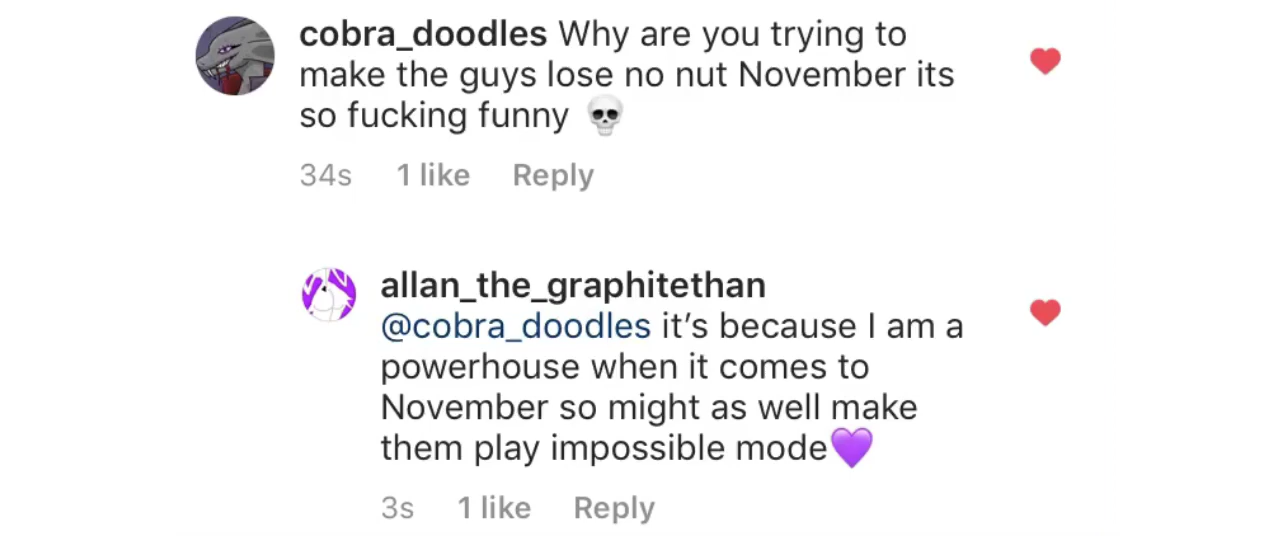 cobra_doodles Why are you trying to
make the guys lose no nut November its
so fucking funny 💀
34s 1 like Reply
allan_the_graphitethan
@cobra_doodles it’s because I am a
powerhouse when it comes to
November so might as well make
them play impossible mode💜
3s 1 like Reply